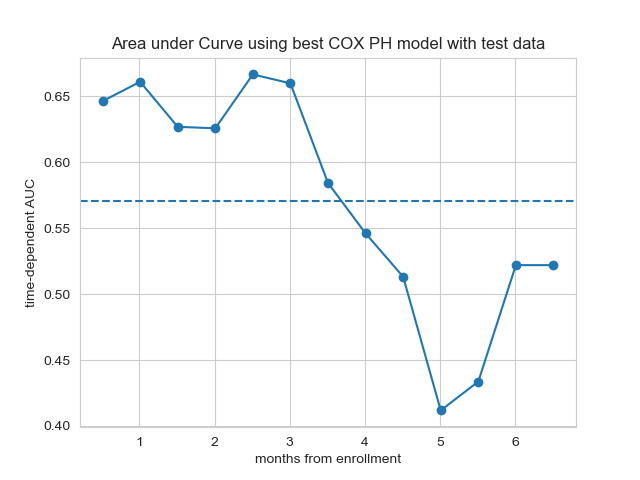 Area under Curve using best COX PH model with test data
time-dependent AUC
0.65
0.60
0.55
0.50
0.45
0.40
1 2 3 4 5 6
months from enrollment